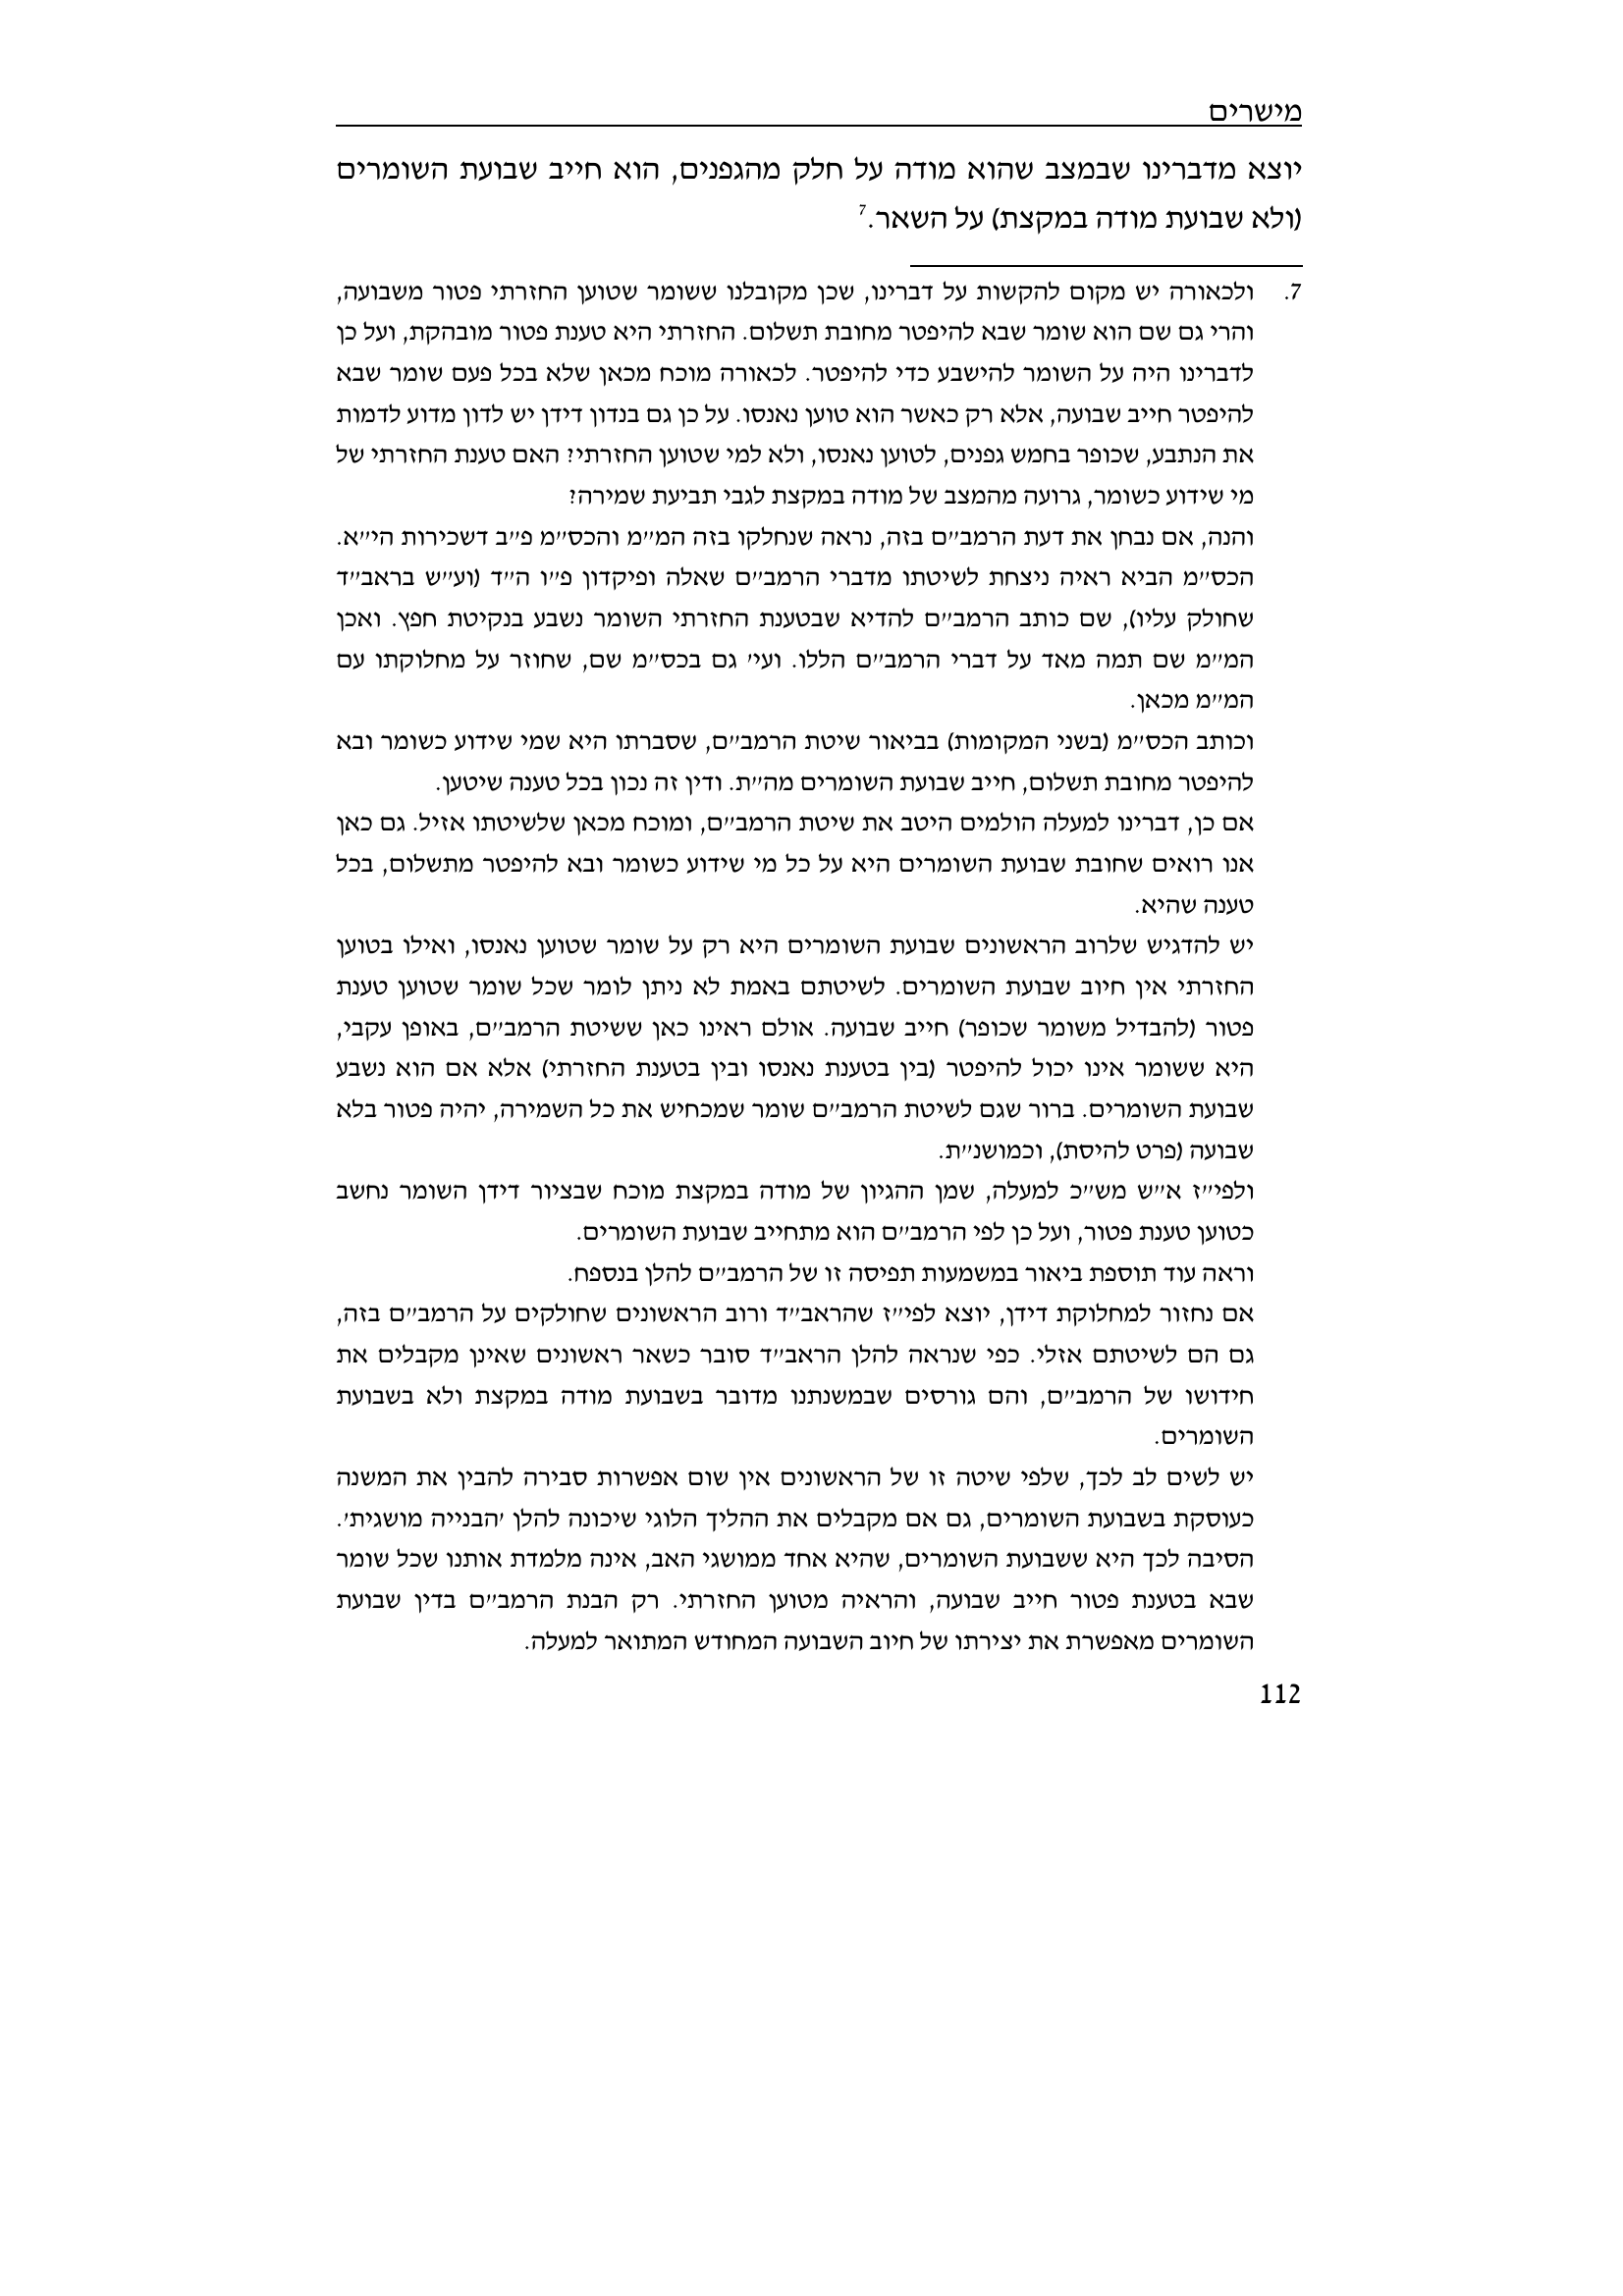 מישרים
יוצא מדברינו שבמצב שהוא מודה על חלק מהגפנים, הוא חייב שבועת השומרים
(ולא שבועת מודה במקצת) על השאר.7
7. ולכאורה יש מקום להקשות על דברינו, שכן מקובלנו ששומר שטוען החזרתי פטור משבועה,
והרי גם שם הוא שומר שבא להיפטר מחובת תשלום. החזרתי היא טענת פטור מובהקת, ועל כן
לדברינו היה על השומר להישבע כדי להיפטר. לכאורה מוכח מכאן שלא בכל פעם שומר שבא
להיפטר חייב שבועה, אלא רק כאשר הוא טוען נאנסו. על כן גם בנדון דידן יש לדון מדוע לדמות
את הנתבע, שכופר בחמש גפנים, לטוען נאנסו, ולא למי שטוען החזרתי? האם טענת החזרתי של
מי שידוע כשומר, גרועה מהמצב של מודה במקצת לגבי תביעת שמירה?
והנה, אם נבחן את דעת הרמב״ם בזה, נראה שנחלקו בזה המ״מ והכס״מ פ״ב דשכירות הי״א.
הכס״מ הביא ראיה ניצחת לשיטתו מדברי הרמב״ם שאלה ופיקדון פ״ו ה״ד (וע״ש בראב״ד
שחולק עליו), שם כותב הרמב״ם להדיא שבטענת החזרתי השומר נשבע בנקיטת חפץ. ואכן
המ״מ שם תמה מאד על דברי הרמב״ם הללו. ועי׳ גם בכס״מ שם, שחוזר על מחלוקתו עם
המ״מ מכאן.
וכותב הכס״מ (בשני המקומות) בביאור שיטת הרמב״ם, שסברתו היא שמי שידוע כשומר ובא
להיפטר מחובת תשלום, חייב שבועת השומרים מה״ת. ודין זה נכון בכל טענה שיטען.
אם כן, דברינו למעלה הולמים היטב את שיטת הרמב״ם, ומוכח מכאן שלשיטתו אזיל. גם כאן
אנו רואים שחובת שבועת השומרים היא על כל מי שידוע כשומר ובא להיפטר מתשלום, בכל
טענה שהיא.
יש להדגיש שלרוב הראשונים שבועת השומרים היא רק על שומר שטוען נאנסו, ואילו בטוען
החזרתי אין חיוב שבועת השומרים. לשיטתם באמת לא ניתן לומר שכל שומר שטוען טענת
פטור (להבדיל משומר שכופר) חייב שבועה. אולם ראינו כאן ששיטת הרמב״ם, באופן עקבי,
היא ששומר אינו יכול להיפטר (בין בטענת נאנסו ובין בטענת החזרתי) אלא אם הוא נשבע
שבועת השומרים. ברור שגם לשיטת הרמב״ם שומר שמכחיש את כל השמירה, יהיה פטור בלא
שבועה (פרט להיסת), וכמושנ״ת.
ולפי״ז א״ש מש״כ למעלה, שמן ההגיון של מודה במקצת מוכח שבציור דידן השומר נחשב
כטוען טענת פטור, ועל כן לפי הרמב״ם הוא מתחייב שבועת השומרים.
וראה עוד תוספת ביאור במשמעות תפיסה זו של הרמב״ם להלן בנספח.
אם נחזור למחלוקת דידן, יוצא לפי״ז שהראב״ד ורוב הראשונים שחולקים על הרמב״ם בזה,
גם הם לשיטתם אזלי. כפי שנראה להלן הראב״ד סובר כשאר ראשונים שאינן מקבלים את
חידושו של הרמב״ם, והם גורסים שבמשנתנו מדובר בשבועת מודה במקצת ולא בשבועת
השומרים.
יש לשים לב לכך, שלפי שיטה זו של הראשונים אין שום אפשרות סבירה להבין את המשנה
כעוסקת בשבועת השומרים, גם אם מקבלים את ההליך הלוגי שיכונה להלן ׳הבנייה מושגית׳.
הסיבה לכך היא ששבועת השומרים, שהיא אחד ממושגי האב, אינה מלמדת אותנו שכל שומר
שבא בטענת פטור חייב שבועה, והראיה מטוען החזרתי. רק הבנת הרמב״ם בדין שבועת
השומרים מאפשרת את יצירתו של חיוב השבועה המחודש המתואר למעלה.
112